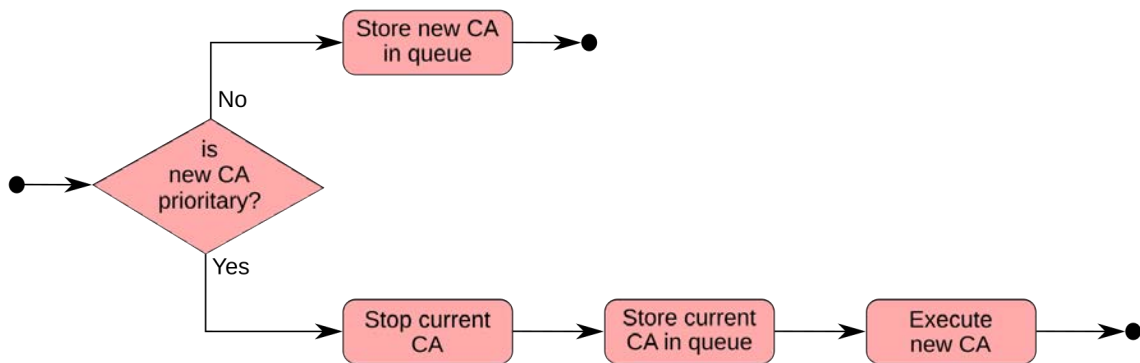 Store new CA
in queue
No
is
new CA
prioritary?
Yes
Stop current
CA
Store current
CA in queue
Execute
new CA